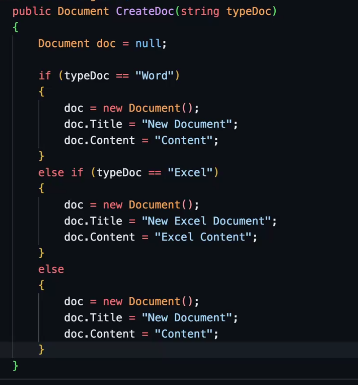 public Document CreateDoc(string typeDoc)
{
    Document doc = null;

    if (typeDoc == "Word")
    {
        doc = new Document();
        doc.Title = "New Document";
        doc.Content = "Content";
    }
    else if (typeDoc == "Excel")
    {
        doc = new Document();
        doc.Title = "New Excel Document";
        doc.Content = "Excel Content";
    }
    else
    {
        doc = new Document();
        doc.Title = "New Document";
        doc.Content = "Content";
    }
}